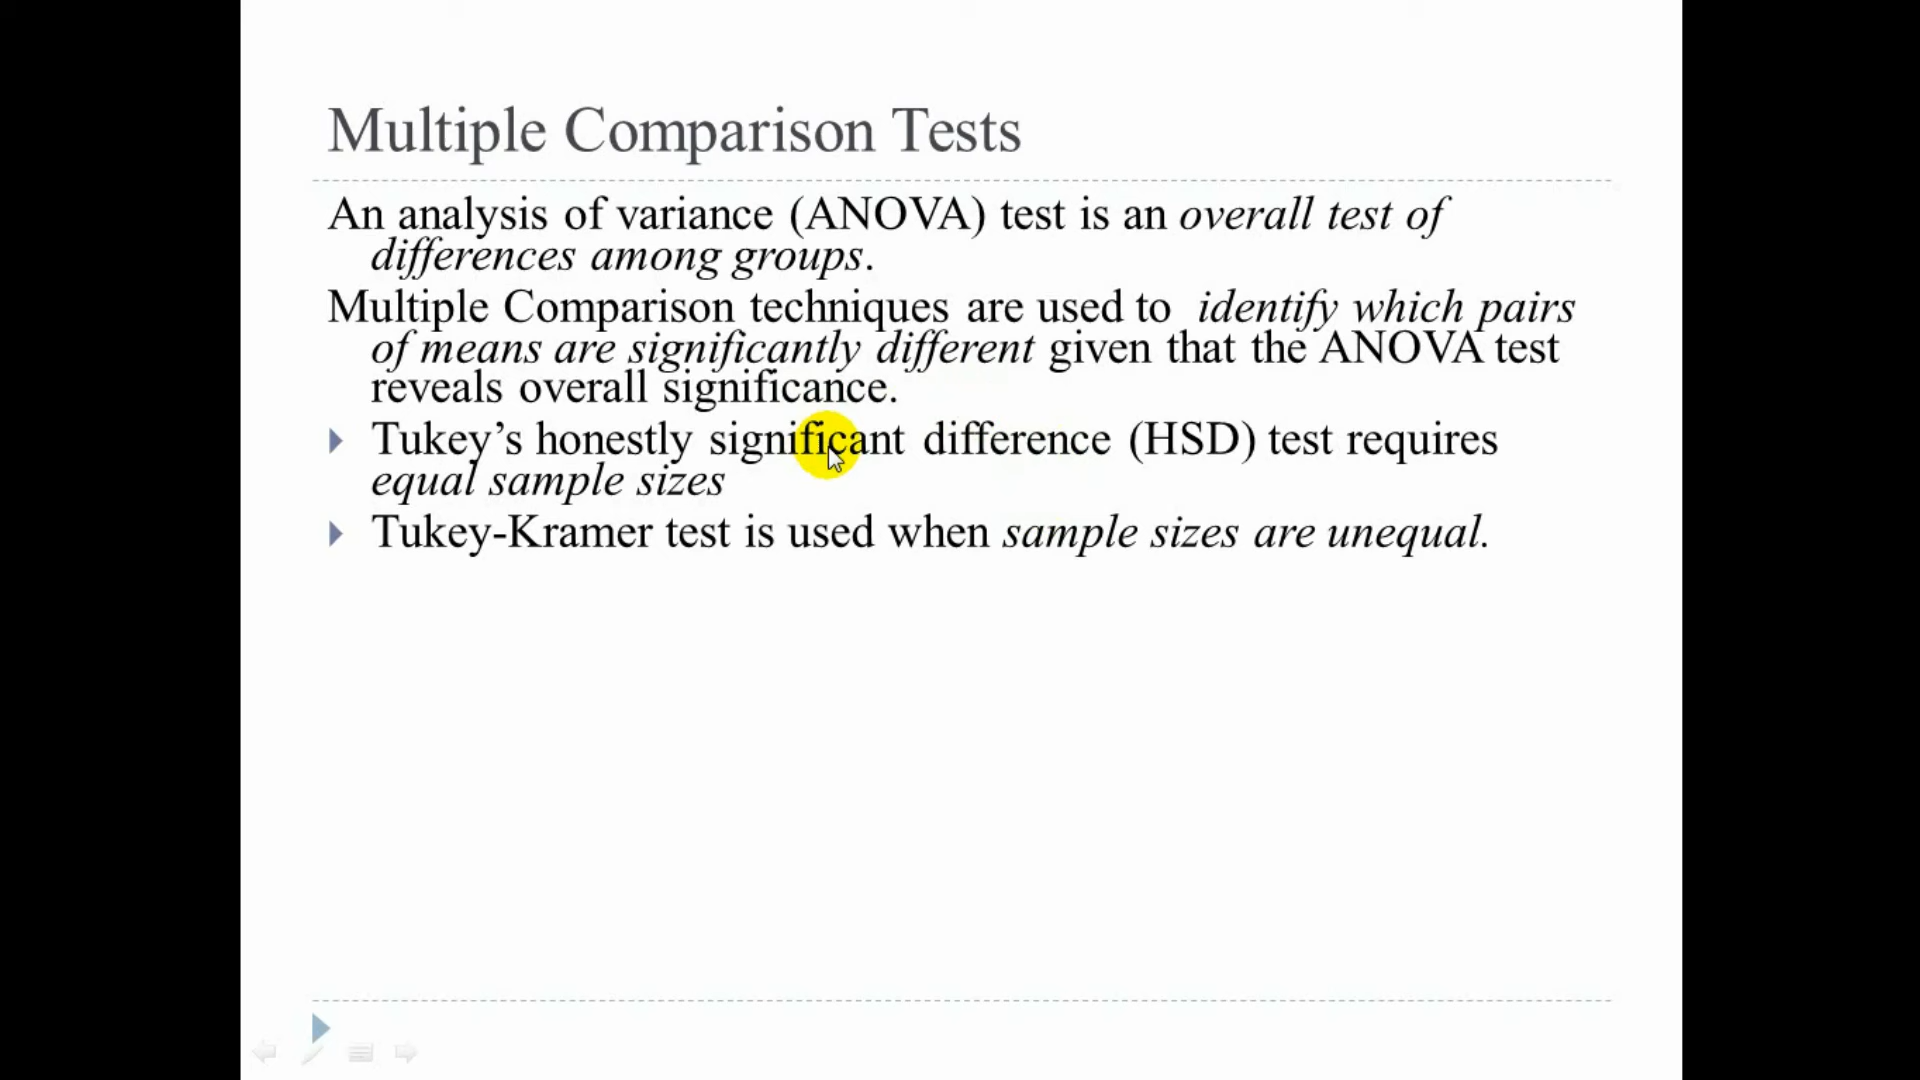 Multiple Comparison Tests
An analysis of variance (ANOVA) test is an overall test of
differences among groups.
Multiple Comparison techniques are used to identify which pairs
of means are significantly different given that the ANOVA test
reveals overall significance.
Tukey’s honestly significant difference (HSD) test requires
equal sample sizes
Tukey-Kramer test is used when sample sizes are unequal.